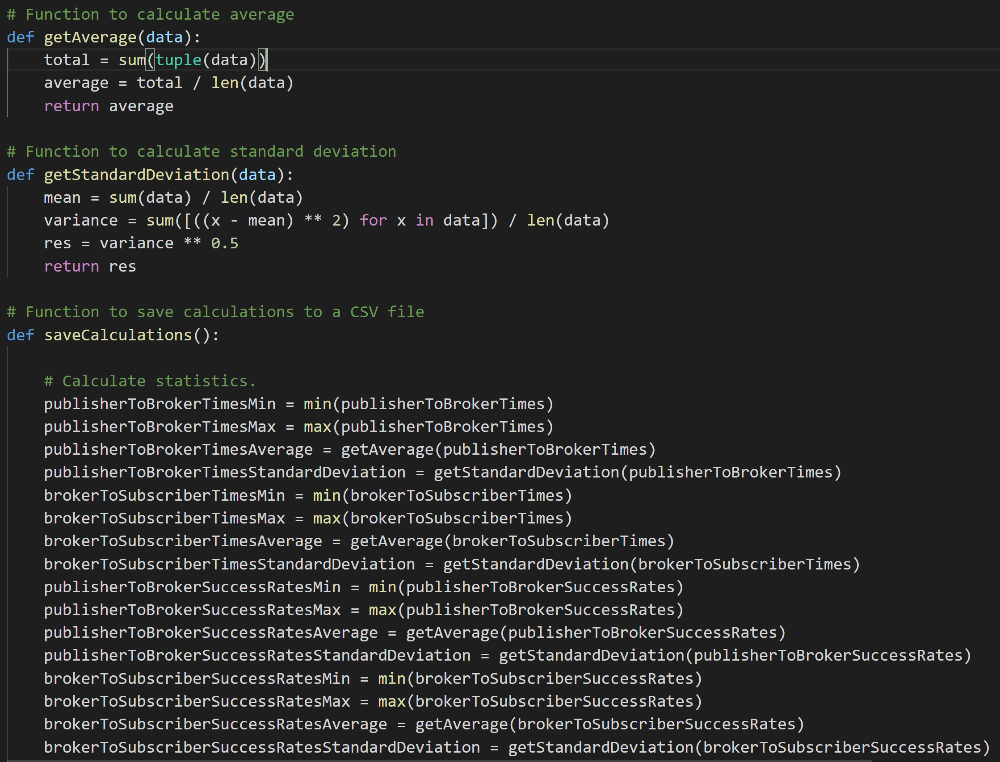 # Function to calculate average
def getAverage(data):
    total = sum(tuple(data))
    average = total / len(data)
    return average

# Function to calculate standard deviation
def getStandardDeviation(data):
    mean = sum(data) / len(data)
    variance = sum([((x - mean) ** 2) for x in data]) / len(data)
    res = variance ** 0.5
    return res

# Function to save calculations to a CSV file
def saveCalculations():

    # Calculate statistics.
    publisherToBrokerTimesMin = min(publisherToBrokerTimes)
    publisherToBrokerTimesMax = max(publisherToBrokerTimes)
    publisherToBrokerTimesAverage = getAverage(publisherToBrokerTimes)
    publisherToBrokerTimesStandardDeviation = getStandardDeviation(publisherToBrokerTimes)
    brokerToSubscriberTimesMin = min(brokerToSubscriberTimes)
    brokerToSubscriberTimesMax = max(brokerToSubscriberTimes)
    brokerToSubscriberTimesAverage = getAverage(brokerToSubscriberTimes)
    brokerToSubscriberTimesStandardDeviation = getStandardDeviation(brokerToSubscriberTimes)
    publisherToBrokerSuccessRatesMin = min(publisherToBrokerSuccessRates)
    publisherToBrokerSuccessRatesMax = max(publisherToBrokerSuccessRates)
    publisherToBrokerSuccessRatesAverage = getAverage(publisherToBrokerSuccessRates)
    publisherToBrokerSuccessRatesStandardDeviation = getStandardDeviation(publisherToBrokerSuccessRates)
    brokerToSubscriberSuccessRatesMin = min(brokerToSubscriberSuccessRates)
    brokerToSubscriberSuccessRatesMax = max(brokerToSubscriberSuccessRates)
    brokerToSubscriberSuccessRatesAverage = getAverage(brokerToSubscriberSuccessRates)
    brokerToSubscriberSuccessRatesStandardDeviation = getStandardDeviation(brokerToSubscriberSuccessRates)